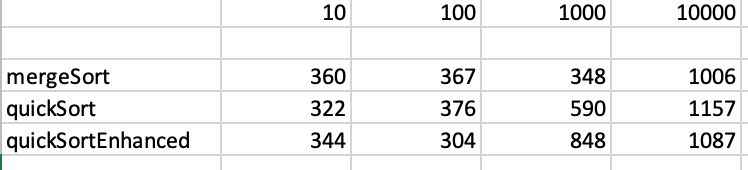 10 100 1000 10000
mergeSort 360 367 348 1006
quickSort 322 376 590 1157
quickSortEnhanced 344 304 848 1087